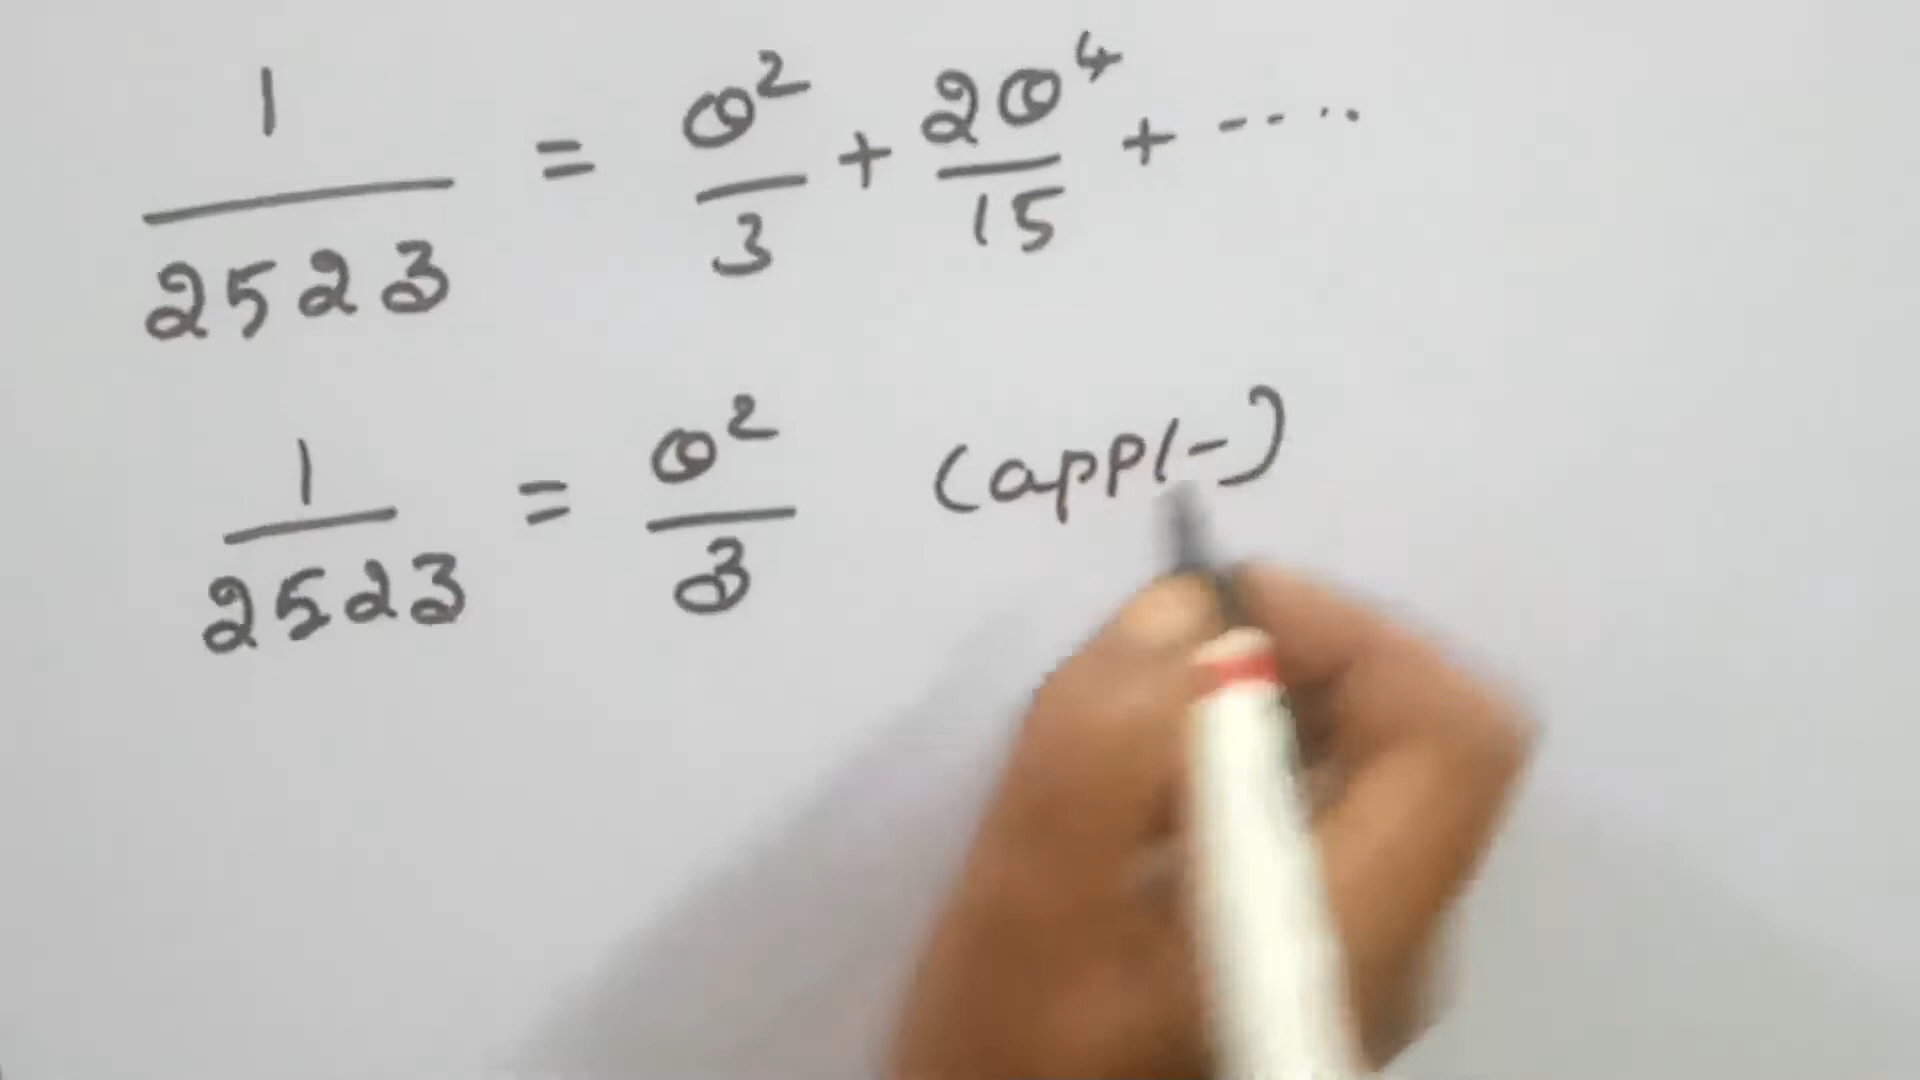 1/2523 = θ²/3 + 2θ⁴/15 + ----..
1/2523 = θ²/3 (appl-)